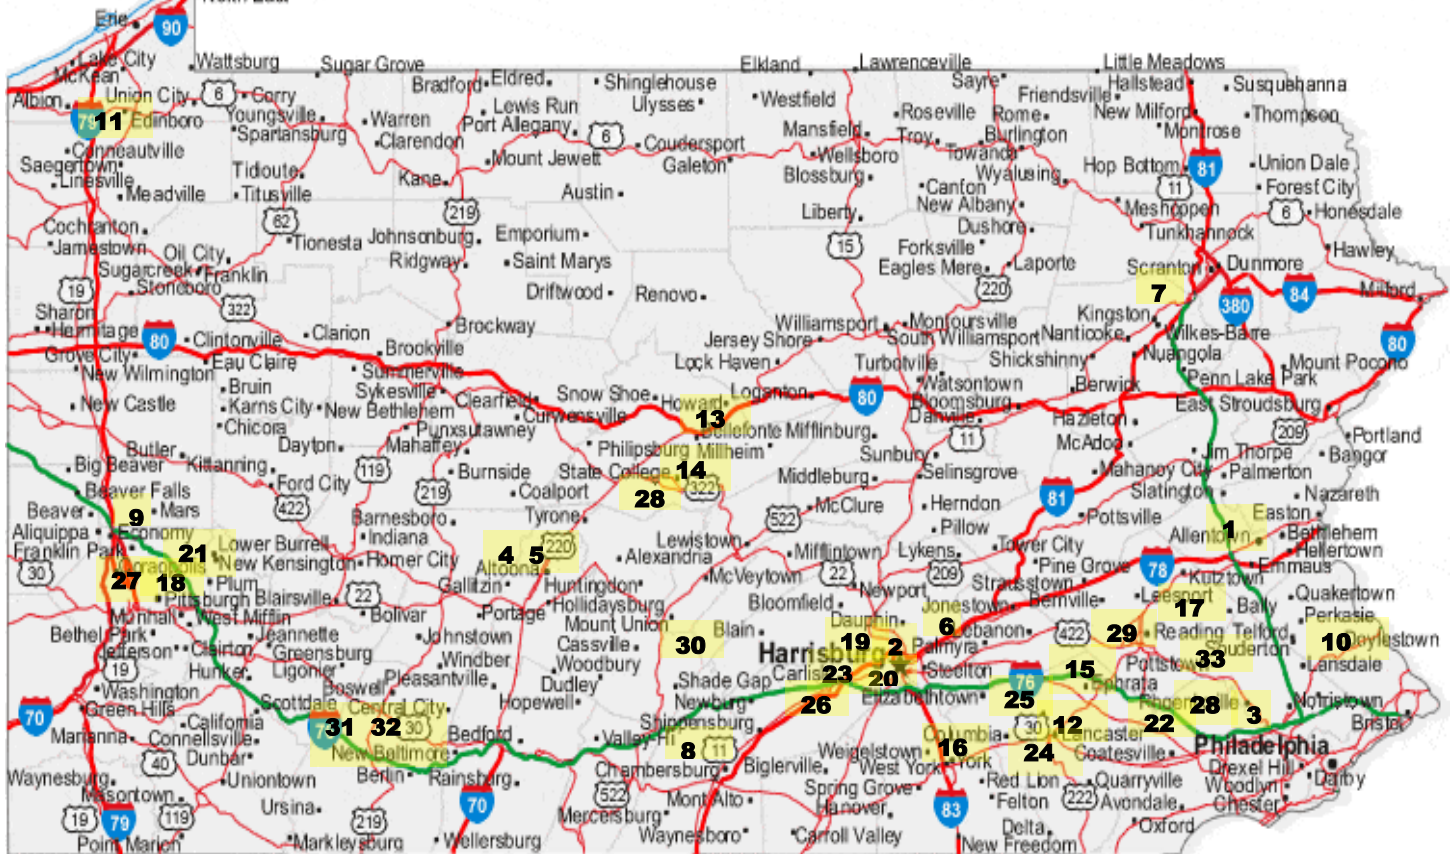 North East
Erie
90
Lake City
Wattsburg
Sugar Grove
Elkland
Lawrenceville
Little Meadows
McKean
Bradford
Eldred
Shinglehouse
Sayre
Hallstead
Susquehanna
Albion
Union City
6
Corry
Ulysses
Westfield
Friendsville
79
11
Edinboro
Youngsville
Warren
Lewis Run
Roseville
Rome
New Milford
Thompson
Spartansburg
Clarendon
Port Allegany
6
Coudersport
Mansfield
Troy
Burlington
Montrose
Conneautville
Mount Jewett
Galeton
Wellsboro
Towanda
Hop Bottom
81
Union Dale
Saegertown
Tidioute
Kane
Blossburg
Wyalusing
11
Forest City
Linesville
Meadville
Titusville
Austin
Canton
New Albany
Meshoppen
6
Honesdale
Cochranton
62
219
Liberty
Dushore
Tunkhannock
Jamestown
Tionesta
Johnsonburg
Emporium
15
Forksville
Hawley
Oil City
Ridgway
Saint Marys
Eagles Mere
Laporte
Scranton
Dunmore
Sugarcreek
Franklin
19
Stoneboro
Driftwood
Renovo
220
7
380
84
Milford
Sharon
322
Kingston
Hermitage
80
Clintonville
Clarion
Brockway
Williamsport
Montoursville
Nanticoke
Wilkes-Barre
80
Grove City
Eau Claire
Brookville
Jersey Shore
South Williamsport
Shickshinny
Nuangola
Mount Pocono
New Wilmington
Summerville
Lock Haven
Turbotville
Penn Lake Park
Bruin
Sykesville
Clearfield
Snow Shoe
Howard
Loganton
80
Watsontown
Berwick
New Castle
Karns City
New Bethlehem
Curwensville
13
Bloomsburg
Danville
East Stroudsburg
Chicora
Punxsutawney
Bellefonte
Mifflinburg
11
Hazleton
209
Portland
Butler
Dayton
Mahaffey
Philipsburg
Millheim
Sunbury
McAdoo
Jim Thorpe
Bangor
Big Beaver
Kittanning
119
Burnside
State College
14
Middleburg
Selinsgrove
Mahanoy City
Palmerton
Beaver Falls
Ford City
219
Coalport
28
322
McClure
Herndon
81
Slatington
Nazareth
Beaver
9
Mars
422
Barnesboro
Tyrone
522
Pillow
Pottsville
Easton
Aliquippa
Economy
Indiana
Lewistown
Allentown
1
Bethlehem
Franklin Park
21
Lower Burrell
Homer City
4
5
220
Alexandria
Mifflintown
Lykens
Tower City
Hellertown
30
Coraopolis
New Kensington
Altoona
McVeytown
22
209
Pine Grove
78
Emmaus
27
18
Plum
Gallitzin
Huntingdon
Newport
Strausstown
Kutztown
Pittsburgh
Blairsville
22
Hollidaysburg
Bloomfield
Jonestown
Bernville
Leesport
Quakertown
Munhall
West Mifflin
Bolivar
Portage
Mount Union
Dauphin
17
Bally
Perkasie
Bethel Park
Jeannette
Johnstown
30
Blair
19
2
6
Lebanon
422
29
Reading
Telford
10
Doylestown
Jefferson
Clairton
Greensburg
Cassville
Harrisburg
Palmyra
Souderton
19
Hunker
Ligonier
Windber
Woodbury
Carlisle
23
20
Steelton
76
15
Pottstown
33
Lansdale
Washington
Boswell
Pleasantville
Dudley
Shade Gap
Elizabethtown
Ephrata
70
Green Hills
Scottdale
Central City
Hopewell
Newburg
26
25
28
Norristown
California
31
32
30
Shippensburg
30
12
22
3
Bristol
Marianna
Connellsville
Bedford
8
11
Columbia
Lancaster
Philadelphia
Dunbar
New Baltimore
Weigelstown
16
24
Coatesville
40
Berlin
Rainsburg
Chambersburg
Biglerville
West York
York
Drexel Hill
Waynesburg
Uniontown
Spring Grove
Red Lion
Quarryville
Woodlyn
Darby
Masontown
Ursina
70
522
Mont Alto
Hanover
83
Felton
222
Avondale
Chester
19
79
119
219
Mercersburg
Delta
Oxford
Point Marion
Markleysburg
Wellersburg
Waynesboro
Carroll Valley
New Freedom